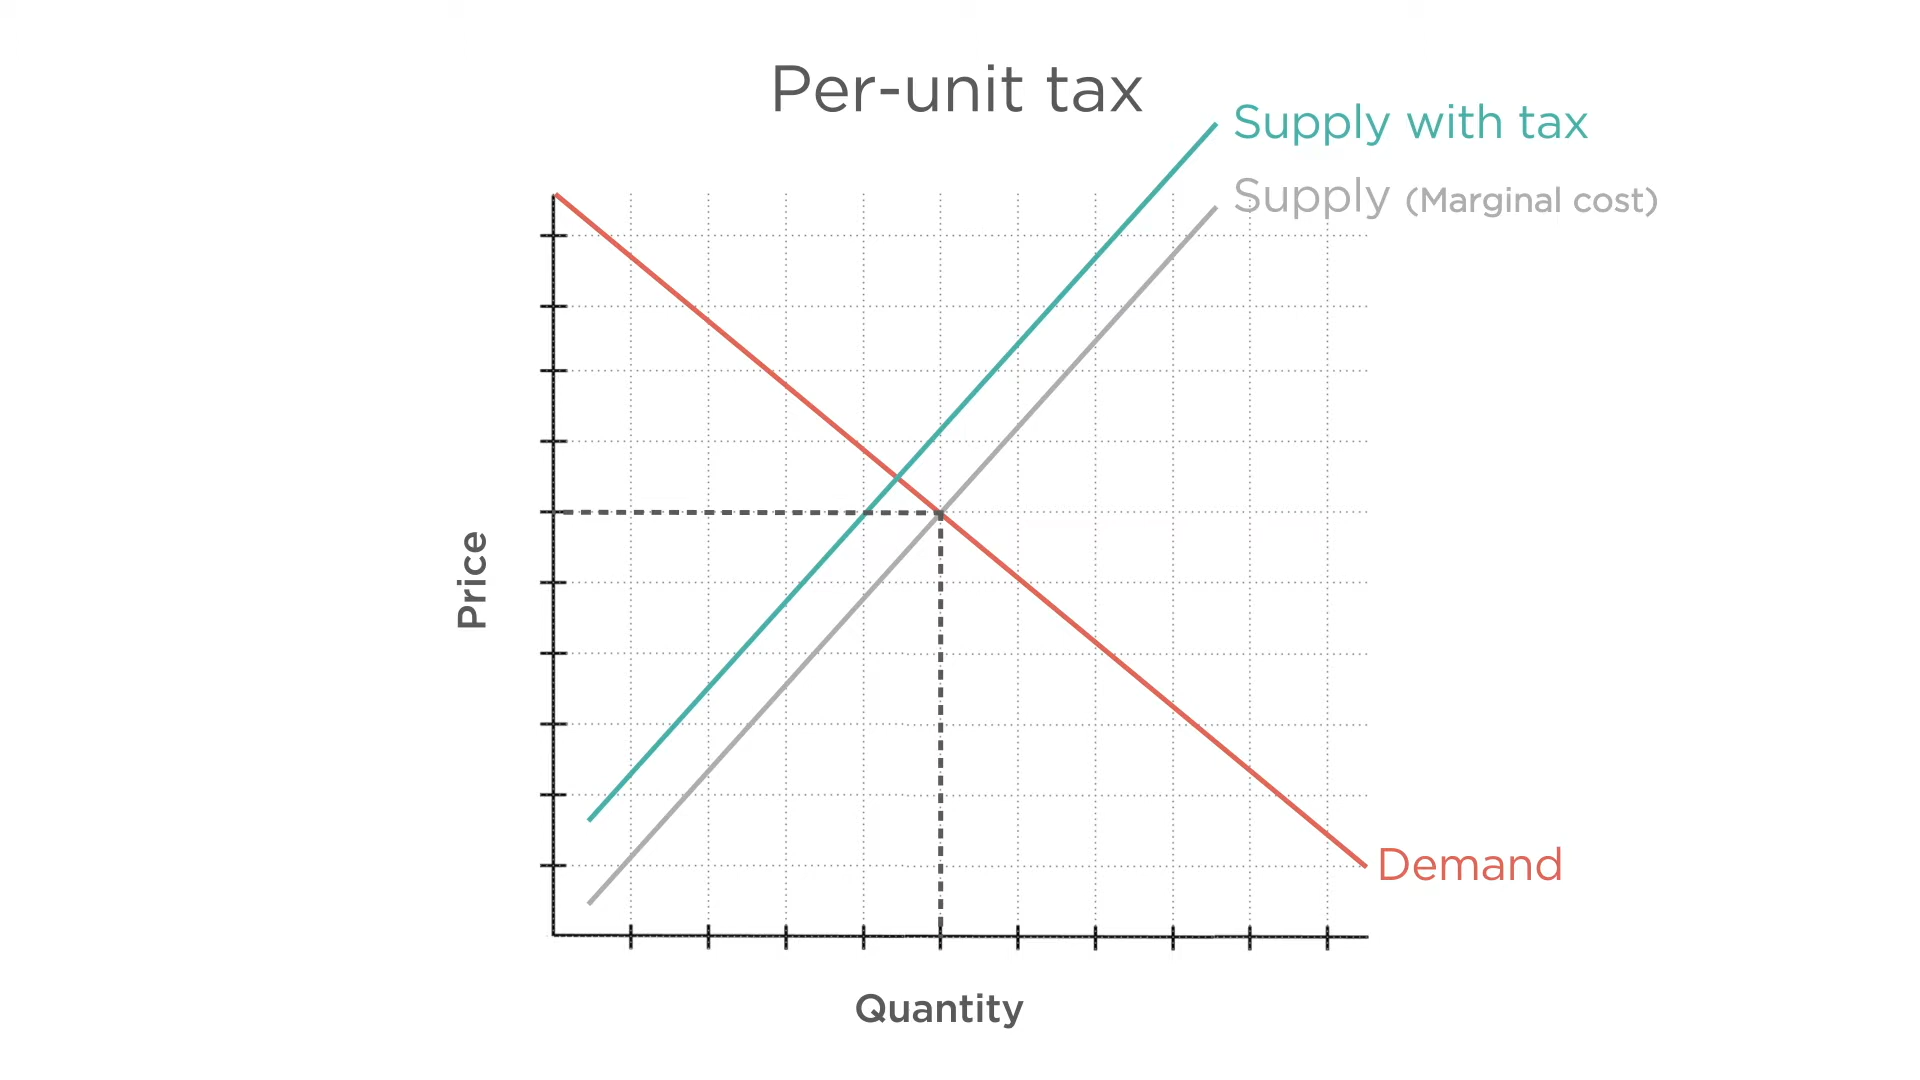 Per-unit tax
Supply with tax
Supply (Marginal cost)
Price
Demand
Quantity